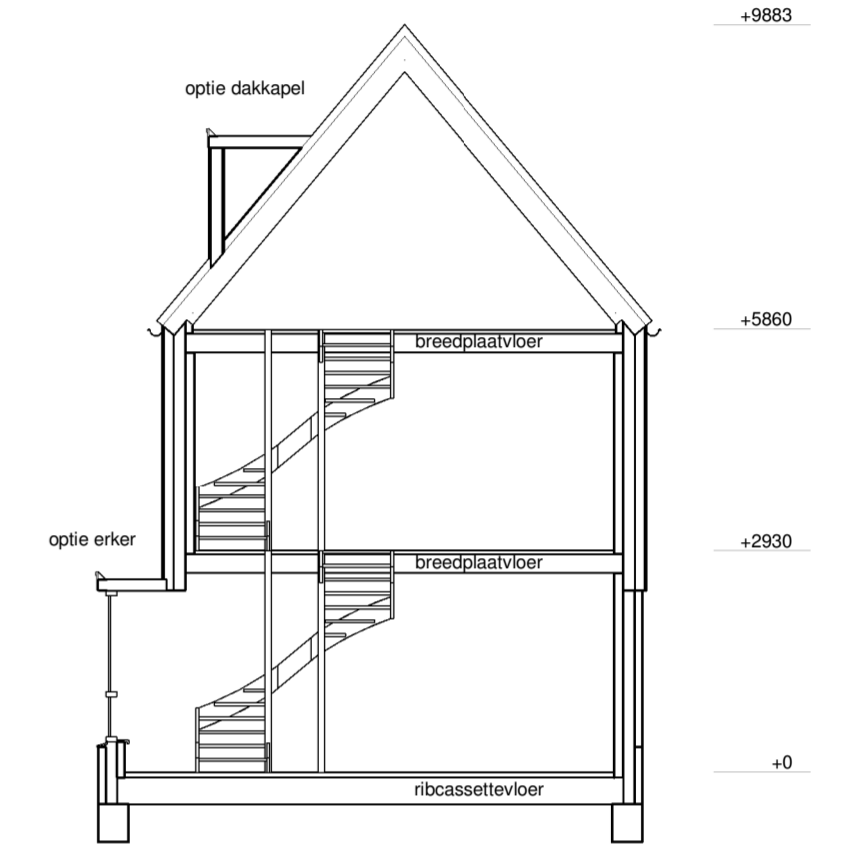 +9883
optie dakkapel
+5860
breedplaatvloer
optie erker
+2930
breedplaatvloer
+0
ribcassettevloer